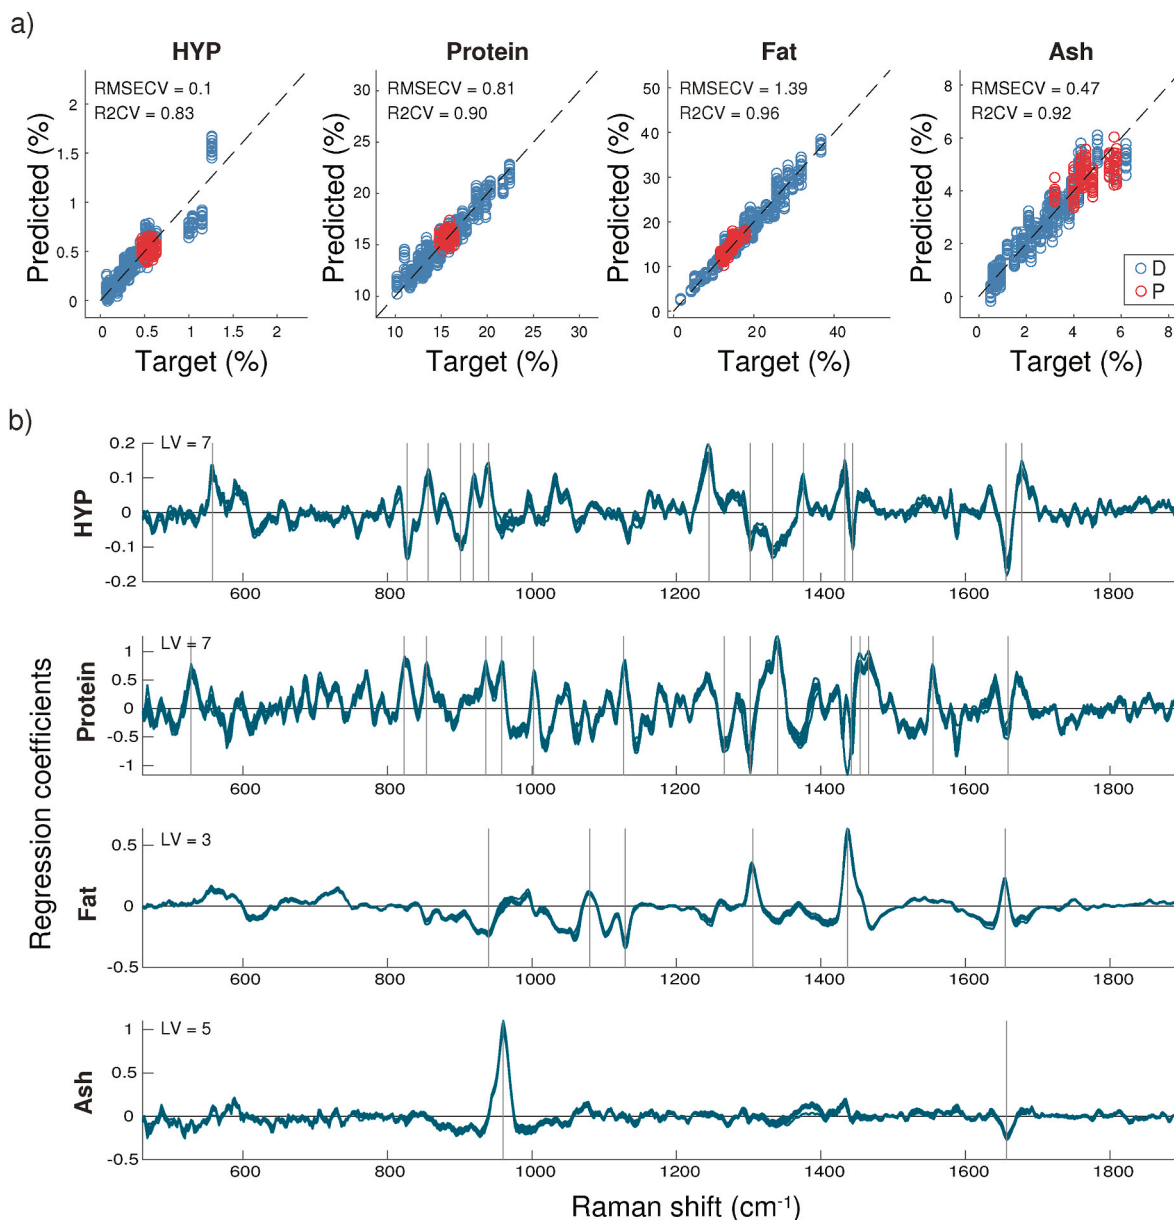 a)
HYP
Protein
Fat
Ash
RMSECV = 0.1
R2CV = 0.83
RMSECV = 0.81
R2CV = 0.90
RMSECV = 1.39
R2CV = 0.96
RMSECV = 0.47
R2CV = 0.92
Predicted (%)
2
1.5
1
0.5
0
0 0.5 1 1.5 2
Target (%)
Predicted (%)
30
25
20
15
10
10 15 20 25 30
Target (%)
Predicted (%)
50
40
30
20
10
0
0 20 40
Target (%)
Predicted (%)
8
6
4
2
0
0 2 4 6 8
Target (%)
D
P
b)
Regression coefficients
HYP
LV = 7
0.2
0.1
0
-0.1
-0.2
600 800 1000 1200 1400 1600 1800
Protein
LV = 7
1
0.5
0
-0.5
-1
600 800 1000 1200 1400 1600 1800
Fat
LV = 3
0.5
0
-0.5
600 800 1000 1200 1400 1600 1800
Ash
LV = 5
1
0.5
0
-0.5
600 800 1000 1200 1400 1600 1800
Raman shift (cm⁻¹)